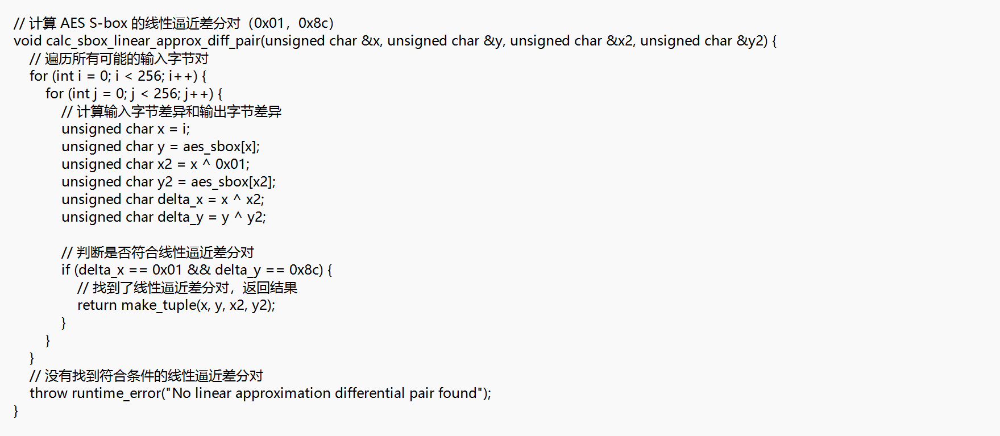 // 计算 AES S-box 的线性逼近差分对（0x01，0x8c）
void calc_sbox_linear_approx_diff_pair(unsigned char &x, unsigned char &y, unsigned char &x2, unsigned char &y2) {
    // 遍历所有可能的输入字节对
    for (int i = 0; i < 256; i++) {
        for (int j = 0; j < 256; j++) {
            // 计算输入字节差异和输出字节差异
            unsigned char x = i;
            unsigned char y = aes_sbox[x];
            unsigned char x2 = x ^ 0x01;
            unsigned char y2 = aes_sbox[x2];
            unsigned char delta_x = x ^ x2;
            unsigned char delta_y = y ^ y2;

            // 判断是否符合线性逼近差分对
            if (delta_x == 0x01 && delta_y == 0x8c) {
                // 找到了线性逼近差分对，返回结果
                return make_tuple(x, y, x2, y2);
            }
        }
    }
    // 没有找到符合条件的线性逼近差分对
    throw runtime_error("No linear approximation differential pair found");
}